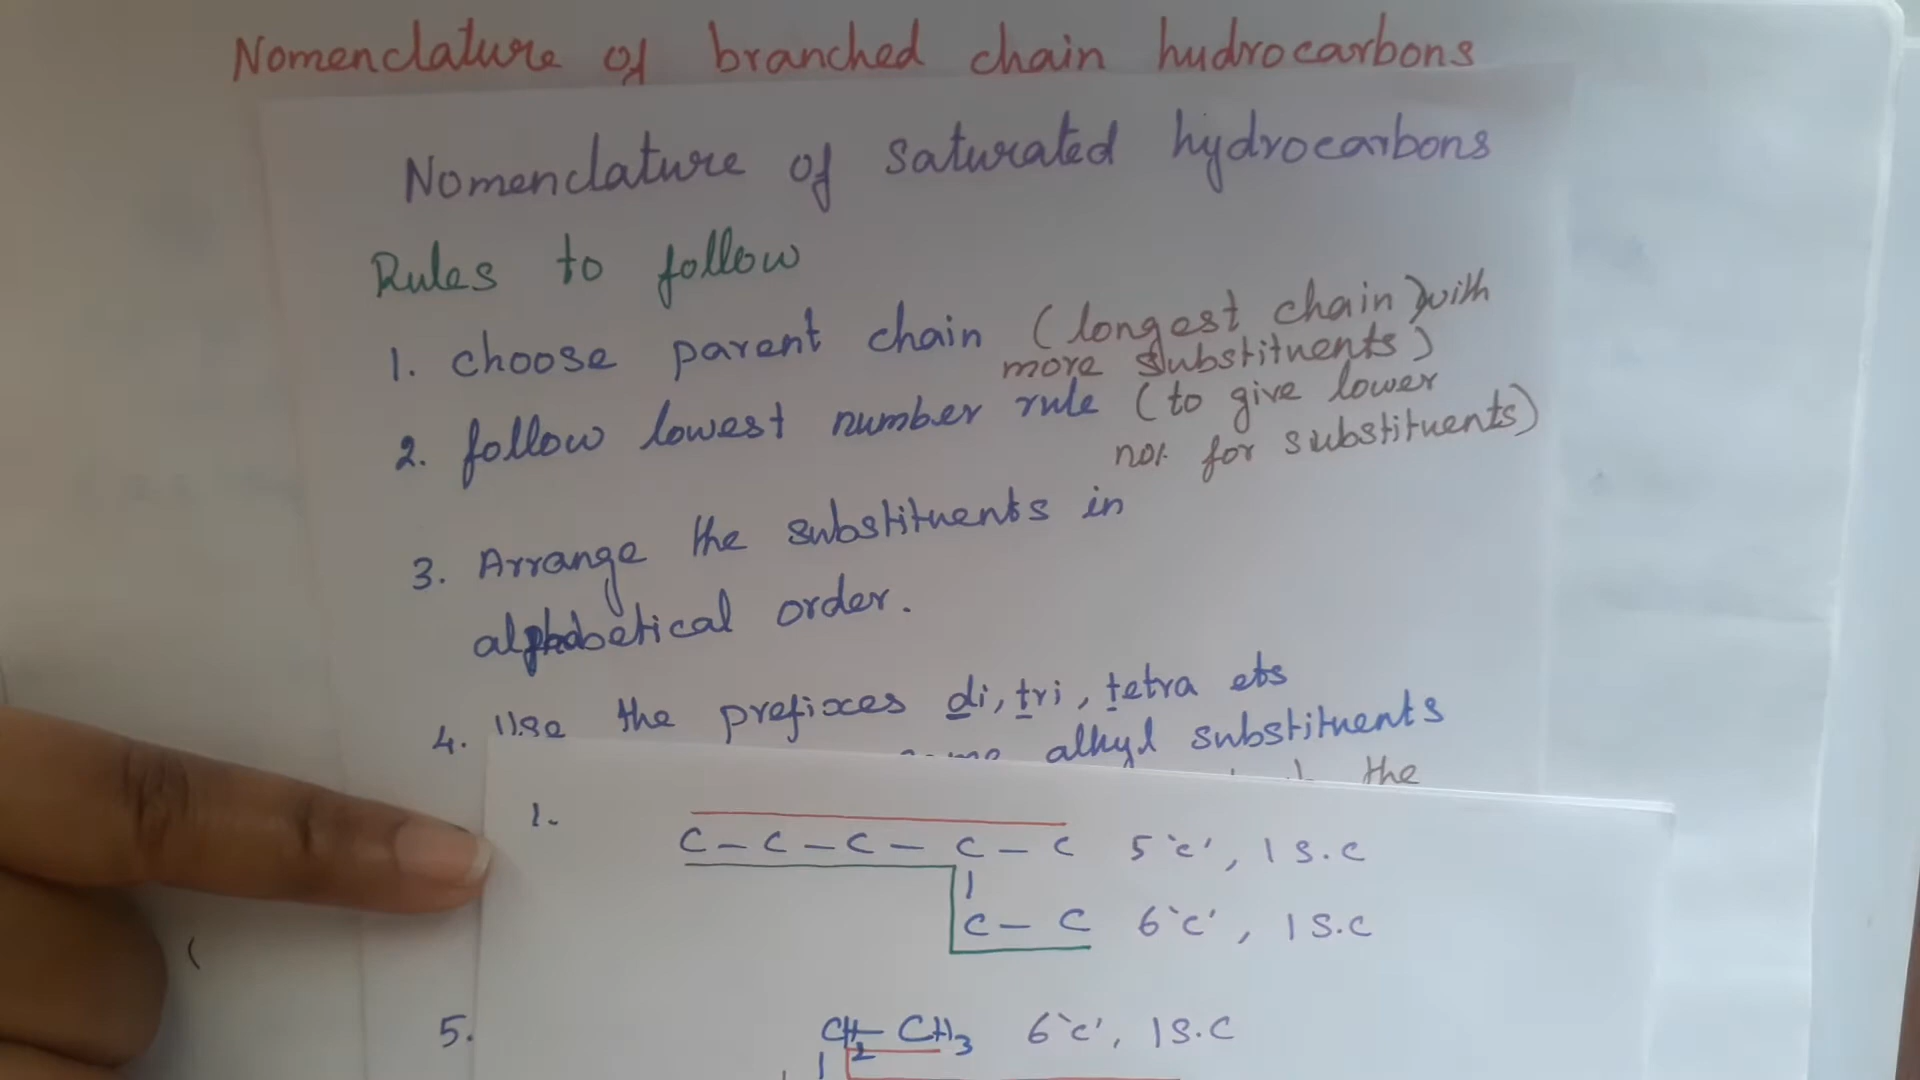 Nomenclature of branched chain hudrocarbons
Nomenclature of saturated hydrocarbons
Rules to follow
1. choose parent chain (longest chain) with
more substituents)
2. follow lowest number rule (to give lower
no. for substituents)
3. Arrange the substituents in
alphabetical order.
4. Use the prefixes di, tri, tetra ets
alkyl substituents
the
1.
C - C - C - C - C 5 'c', 1 S.C
C - C 6 'c', 1 S.C
5. CH2 - CH3 6 'c', 1 S.C